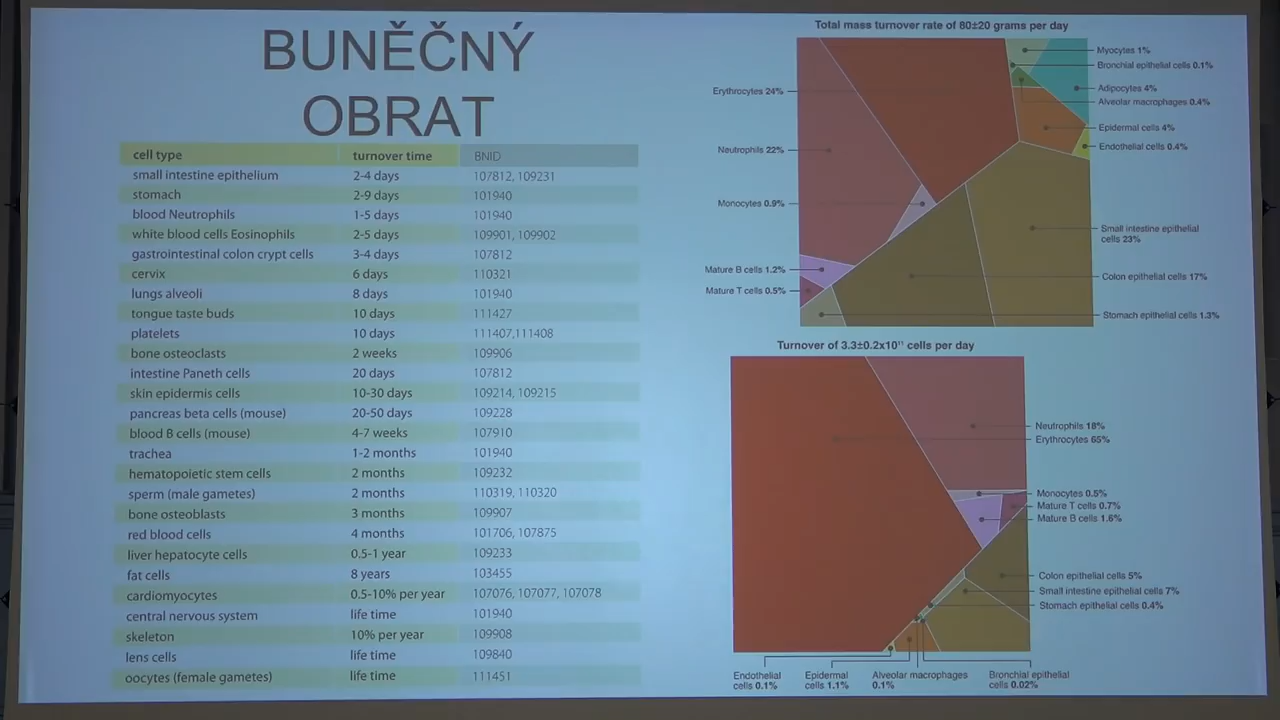 BUNĚČNÝ
OBRAT
cell type turnover time BNID
small intestine epithelium 2-4 days 107812, 109231
stomach 2-9 days 101940
blood Neutrophils 1-5 days 101940
white blood cells Eosinophils 2-5 days 109901, 109902
gastrointestinal colon crypt cells 3-4 days 107812
cervix 6 days 110321
lungs alveoli 8 days 101940
tongue taste buds 10 days 111427
platelets 10 days 111407,111408
bone osteoclasts 2 weeks 109906
intestine Paneth cells 20 days 107812
skin epidermis cells 10-30 days 109214, 109215
pancreas beta cells (mouse) 20-50 days 109228
blood B cells (mouse) 4-7 weeks 107910
trachea 1-2 months 101940
hematopoietic stem cells 2 months 109232
sperm (male gametes) 2 months 110319, 110320
bone osteoblasts 3 months 109907
red blood cells 4 months 101706, 107875
liver hepatocyte cells 0.5-1 year 109233
fat cells 8 years 103455
cardiomyocytes 0.5-10% per year 107076, 107077, 107078
central nervous system life time 101940
skeleton 10% per year 109908
lens cells life time 109840
oocytes (female gametes) life time 111451
Total mass turnover rate of 80±20 grams per day
Erythrocytes 24%
Neutrophils 22%
Monocytes 0.9%
Mature B cells 1.2%
Mature T cells 0.5%
Myocytes 1%
Bronchial epithelial cells 0.1%
Adipocytes 4%
Alveolar macrophages 0.4%
Epidermal cells 4%
Endothelial cells 0.4%
Small intestine epithelial
cells 23%
Colon epithelial cells 17%
Stomach epithelial cells 1.3%
Turnover of 3.3±0.2x10¹¹ cells per day
Neutrophils 18%
Erythrocytes 65%
Monocytes 0.5%
Mature T cells 0.7%
Mature B cells 1.6%
Colon epithelial cells 5%
Small intestine epithelial cells 7%
Stomach epithelial cells 0.4%
Endothelial
cells 0.1%
Epidermal
cells 1.1%
Alveolar macrophages
0.1%
Bronchial epithelial
cells 0.02%